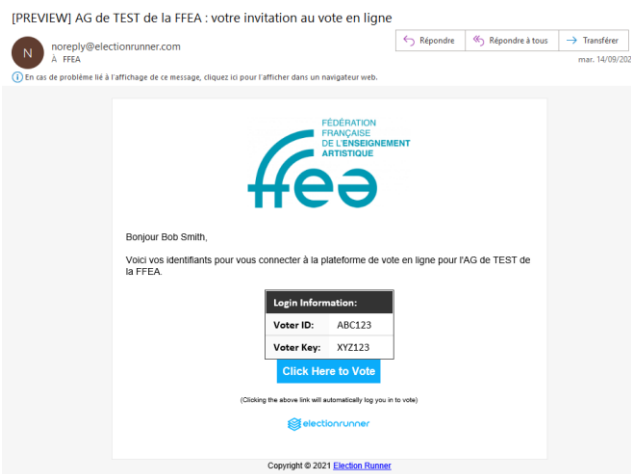 [PREVIEW] AG de TEST de la FFEA : votre invitation au vote en ligne
N
noreply@electionrunner.com
À FFEA
Répondre
Répondre à tous
Transférer
mar. 14/09/202
En cas de problème lié à l'affichage de ce message, cliquez ici pour l'afficher dans un navigateur web.
FÉDÉRATION
FRANÇAISE
DE L'ENSEIGNEMENT
ARTISTIQUE
ffea
Bonjour Bob Smith,
Voici vos identifiants pour vous connecter à la plateforme de vote en ligne pour l'AG de TEST de
la FFEA.
Login Information:
Voter ID: ABC123
Voter Key: XYZ123
Click Here to Vote
(Clicking the above link will automatically log you in to vote)
electionrunner
Copyright © 2021 Election Runner